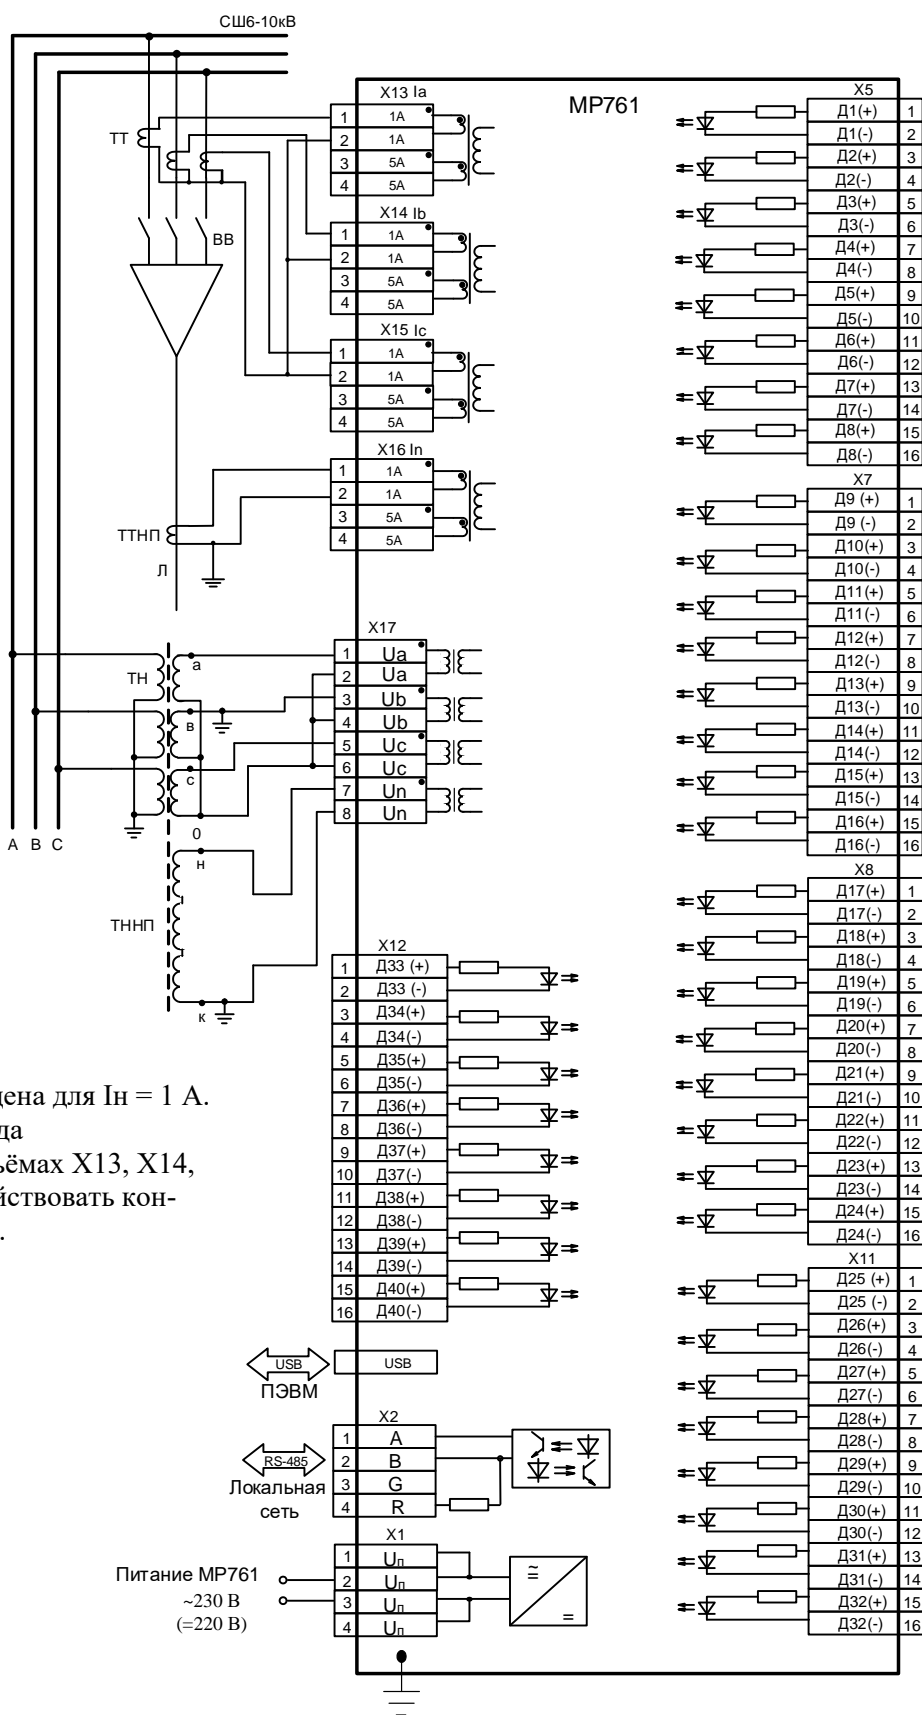 СШ6-10кВ
МР761
ТТ
ВВ
ТТНП
Л
X13 Ia
1 1А
2 1А
3 5А
4 5А
X14 Ib
1 1А
2 1А
3 5А
4 5А
X15 Ic
1 1А
2 1А
3 5А
4 5А
X16 In
1 1А
2 1А
3 5А
4 5А
ТН
а
в
с
0
А В С
н
ТННП
к
X17
1 Ua
2 Ua
3 Ub
4 Ub
5 Uc
6 Uc
7 Un
8 Un
X12
1 Д33 (+)
2 Д33 (-)
3 Д34(+)
4 Д34(-)
5 Д35(+)
6 Д35(-)
7 Д36(+)
8 Д36(-)
9 Д37(+)
10 Д37(-)
11 Д38(+)
12 Д38(-)
13 Д39(+)
14 Д39(-)
15 Д40(+)
16 Д40(-)
дена для Iн = 1 А.
да
ъёмах X13, X14,
йствовать кон-
.
USB USB
ПЭВМ
X2
1 A
2 B
3 G
4 R
RS-485
Локальная
сеть
X1
1 Uп
2 Uп
3 Uп
4 Uп
Питание МР761
~230 В
(=220 В)
X5
Д1(+) 1
Д1(-) 2
Д2(+) 3
Д2(-) 4
Д3(+) 5
Д3(-) 6
Д4(+) 7
Д4(-) 8
Д5(+) 9
Д5(-) 10
Д6(+) 11
Д6(-) 12
Д7(+) 13
Д7(-) 14
Д8(+) 15
Д8(-) 16
X7
Д9 (+) 1
Д9 (-) 2
Д10(+) 3
Д10(-) 4
Д11(+) 5
Д11(-) 6
Д12(+) 7
Д12(-) 8
Д13(+) 9
Д13(-) 10
Д14(+) 11
Д14(-) 12
Д15(+) 13
Д15(-) 14
Д16(+) 15
Д16(-) 16
X8
Д17(+) 1
Д17(-) 2
Д18(+) 3
Д18(-) 4
Д19(+) 5
Д19(-) 6
Д20(+) 7
Д20(-) 8
Д21(+) 9
Д21(-) 10
Д22(+) 11
Д22(-) 12
Д23(+) 13
Д23(-) 14
Д24(+) 15
Д24(-) 16
X11
Д25 (+) 1
Д25 (-) 2
Д26(+) 3
Д26(-) 4
Д27(+) 5
Д27(-) 6
Д28(+) 7
Д28(-) 8
Д29(+) 9
Д29(-) 10
Д30(+) 11
Д30(-) 12
Д31(+) 13
Д31(-) 14
Д32(+) 15
Д32(-) 16